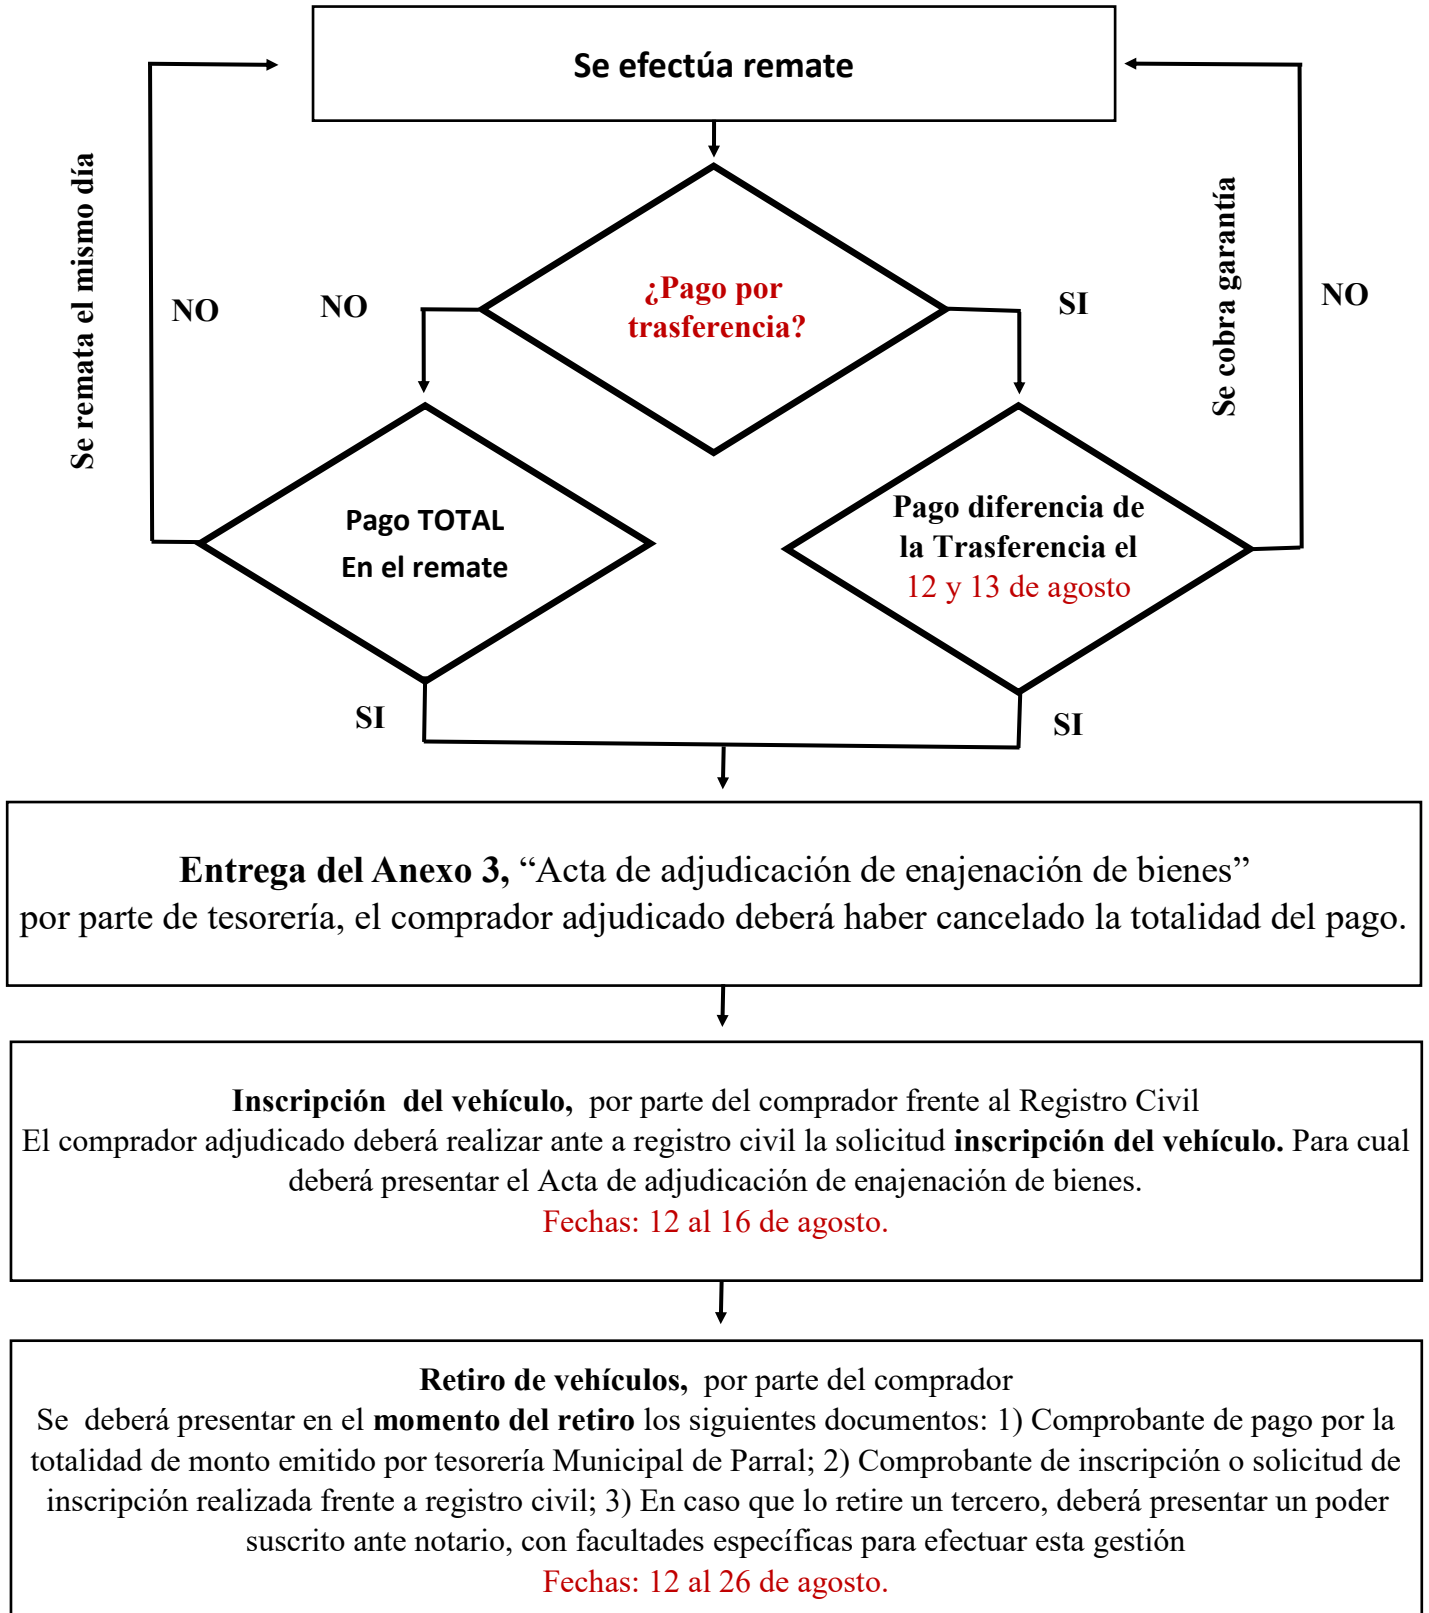 Se efectúa remate
Se remata el mismo día
NO
NO
¿Pago por
trasferencia?
SI
Se cobra garantía
NO
Pago TOTAL
En el remate
Pago diferencia de
la Trasferencia el
12 y 13 de agosto
SI
SI
Entrega del Anexo 3, “Acta de adjudicación de enajenación de bienes”
por parte de tesorería, el comprador adjudicado deberá haber cancelado la totalidad del pago.
Inscripción del vehículo, por parte del comprador frente al Registro Civil
El comprador adjudicado deberá realizar ante a registro civil la solicitud inscripción del vehículo. Para cual
deberá presentar el Acta de adjudicación de enajenación de bienes.
Fechas: 12 al 16 de agosto.
Retiro de vehículos, por parte del comprador
Se deberá presentar en el momento del retiro los siguientes documentos: 1) Comprobante de pago por la
totalidad de monto emitido por tesorería Municipal de Parral; 2) Comprobante de inscripción o solicitud de
inscripción realizada frente a registro civil; 3) En caso que lo retire un tercero, deberá presentar un poder
suscrito ante notario, con facultades específicas para efectuar esta gestión
Fechas: 12 al 26 de agosto.